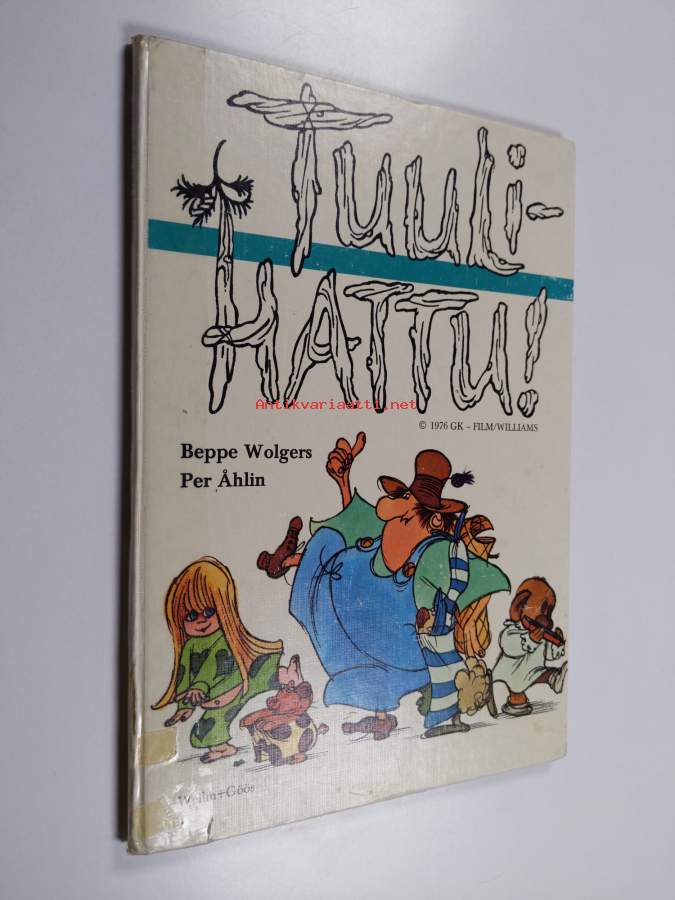 TUULI-
HATTU!
Antikvariaatti.net
© 1976 GK – FILM/WILLIAMS
Beppe Wolgers
Per Åhlin
Weilin+Göös